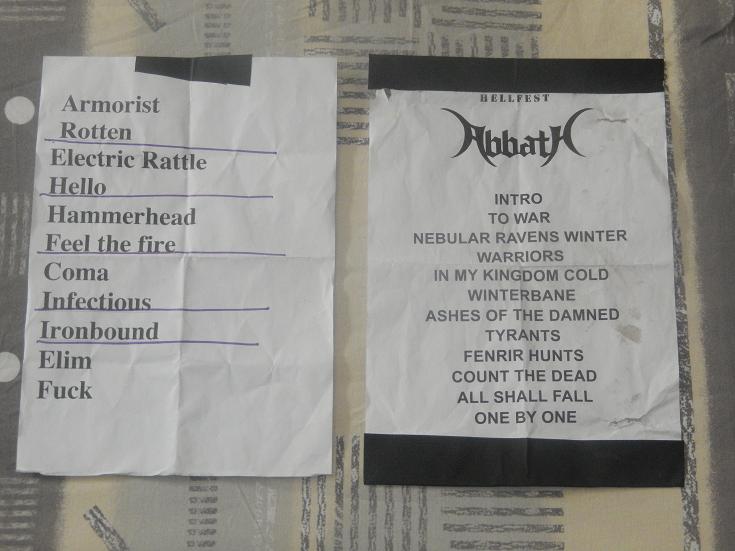 Armorist
Rotten
Electric Rattle
Hello
Hammerhead
Feel the fire
Coma
Infectious
Ironbound
Elim
Fuck
HELLFEST
Abbath
INTRO
TO WAR
NEBULAR RAVENS WINTER
WARRIORS
IN MY KINGDOM COLD
WINTERBANE
ASHES OF THE DAMNED
TYRANTS
FENRIR HUNTS
COUNT THE DEAD
ALL SHALL FALL
ONE BY ONE